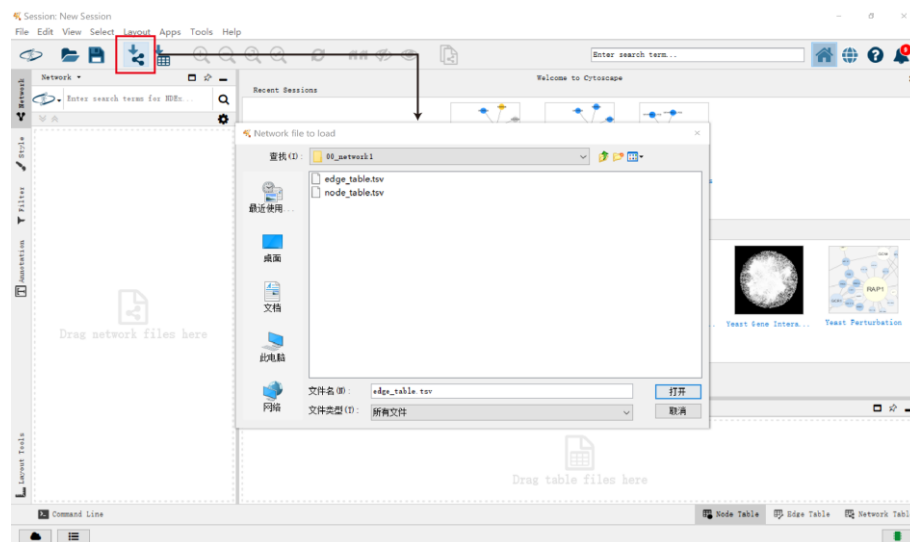 Session: New Session
File Edit View Select Layout Apps Tools Help
Enter search term...
Network
Welcome to Cytoscape
Enter search terms for NDEx...
Recent Sessions
Network
Style
Filter
Annotation
Layout Tools
Network file to load
查找(I):
00_network1
edge_table.tsv
node_table.tsv
最近使用...
桌面
文档
此电脑
网络
文件名(N):
edge_table.tsv
打开
文件类型(T):
所有文件
取消
Drag network files here
RAP1
Yeast Gene Intera...
Yeast Perturbation
Drag table files here
Command Line
Node Table
Edge Table
Network Tabl